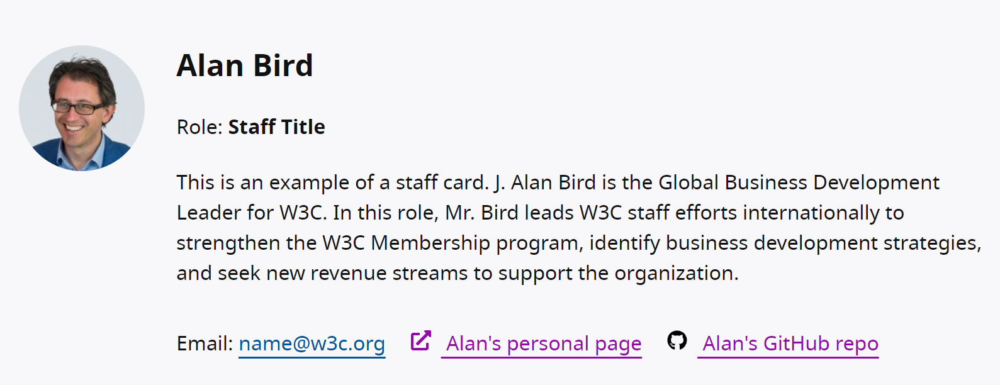 Alan Bird
Role: Staff Title
This is an example of a staff card. J. Alan Bird is the Global Business Development
Leader for W3C. In this role, Mr. Bird leads W3C staff efforts internationally to
strengthen the W3C Membership program, identify business development strategies,
and seek new revenue streams to support the organization.
Email: name@w3c.org Alan's personal page Alan's GitHub repo